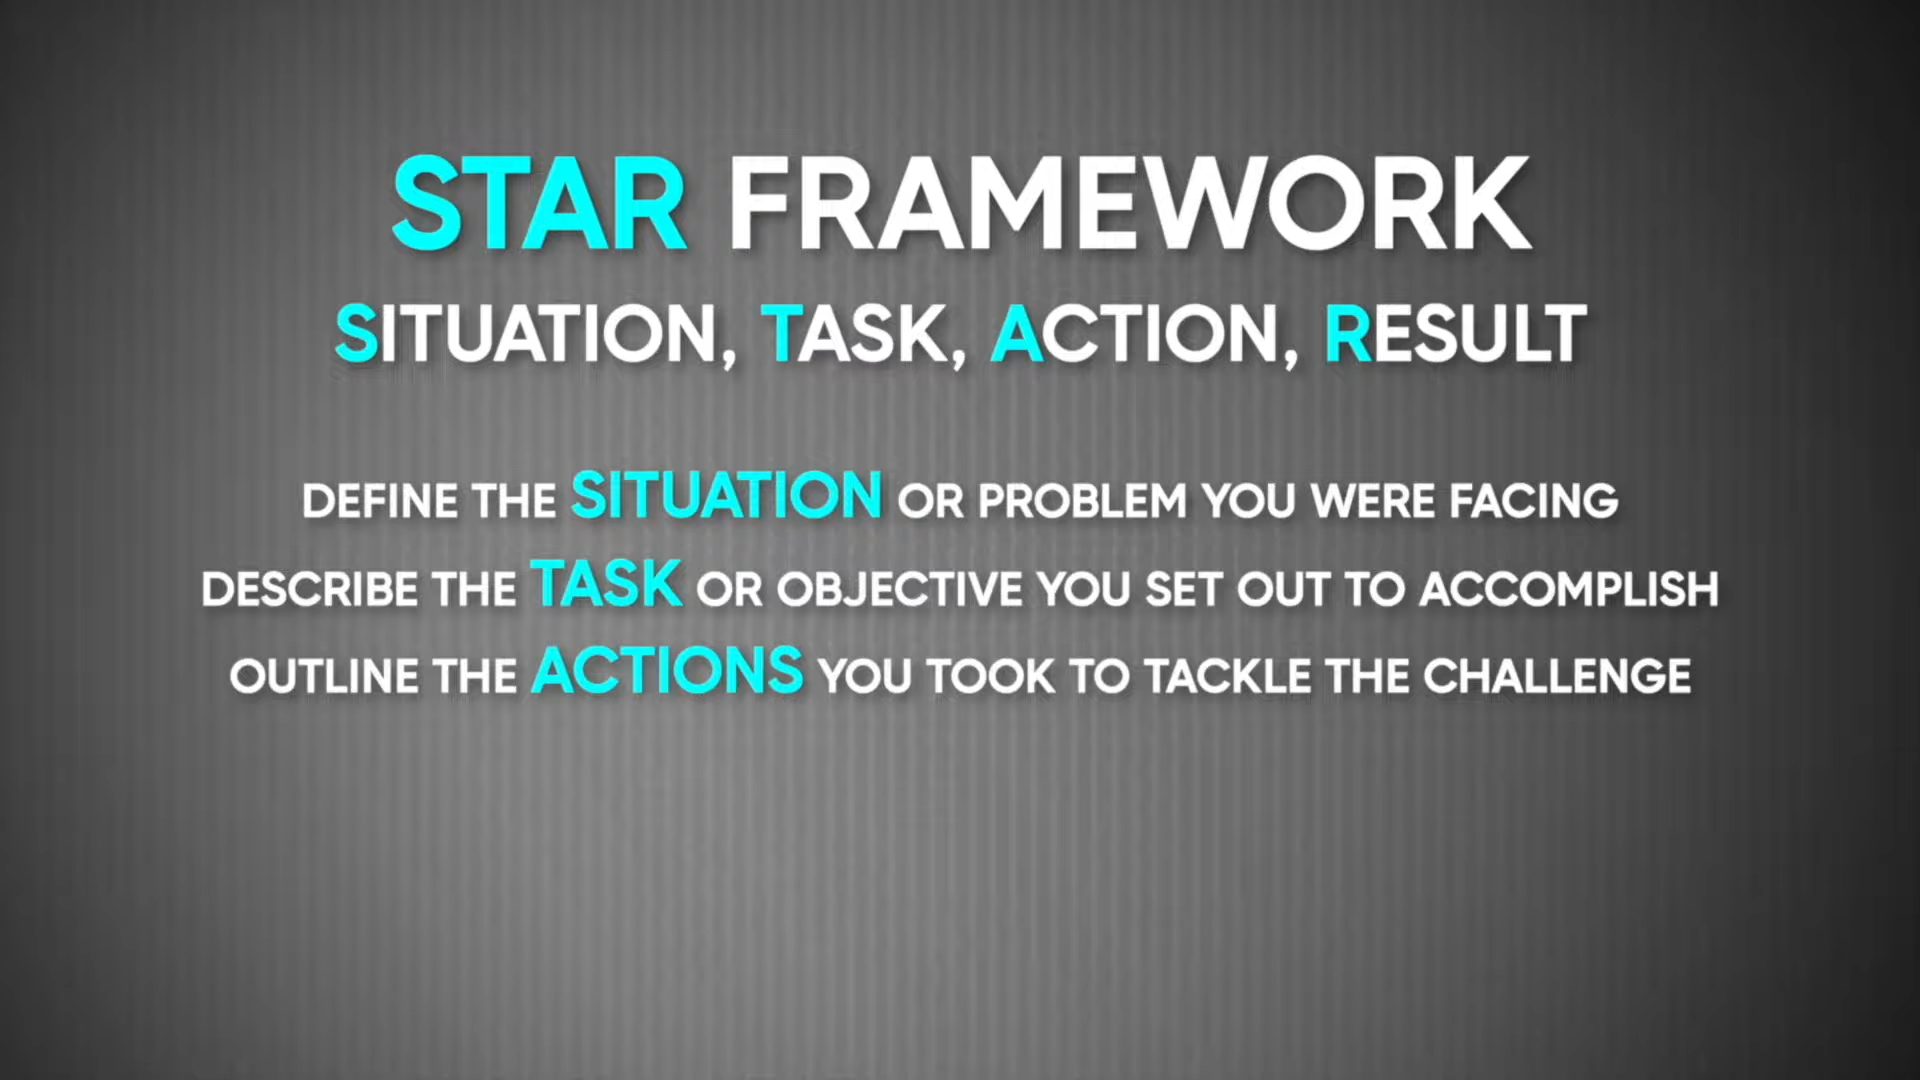 STAR FRAMEWORK
SITUATION, TASK, ACTION, RESULT
DEFINE THE SITUATION OR PROBLEM YOU WERE FACING
DESCRIBE THE TASK OR OBJECTIVE YOU SET OUT TO ACCOMPLISH
OUTLINE THE ACTIONS YOU TOOK TO TACKLE THE CHALLENGE